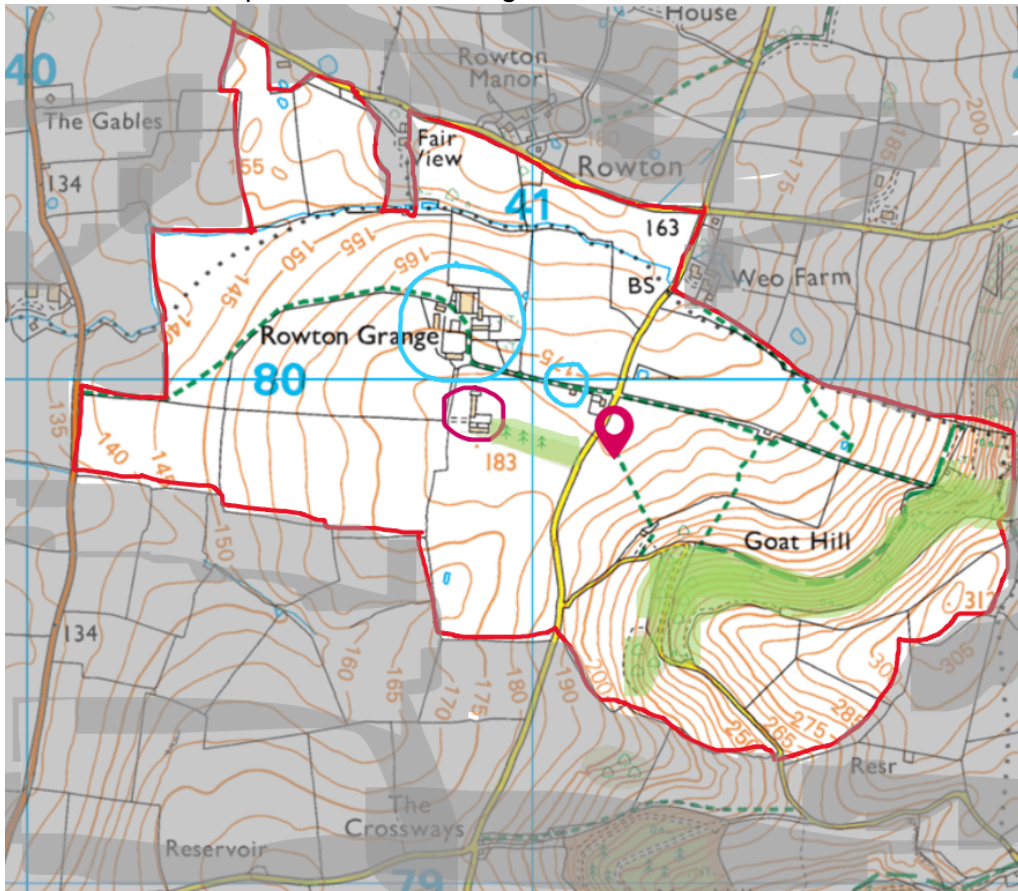 House
40
Rowton
Manor
The Gables
Fair
View
200
175
185
180
155
134
Rowton
41
163
150
155
165
145
BS
Weo Farm
140
Rowton Grange
175
80
135
183
140
145
150
Goat Hill
312
305
134
160
165
170
175
180
190
200
300
285
275
265
250
Resr
The
Crossways
Reservoir
79